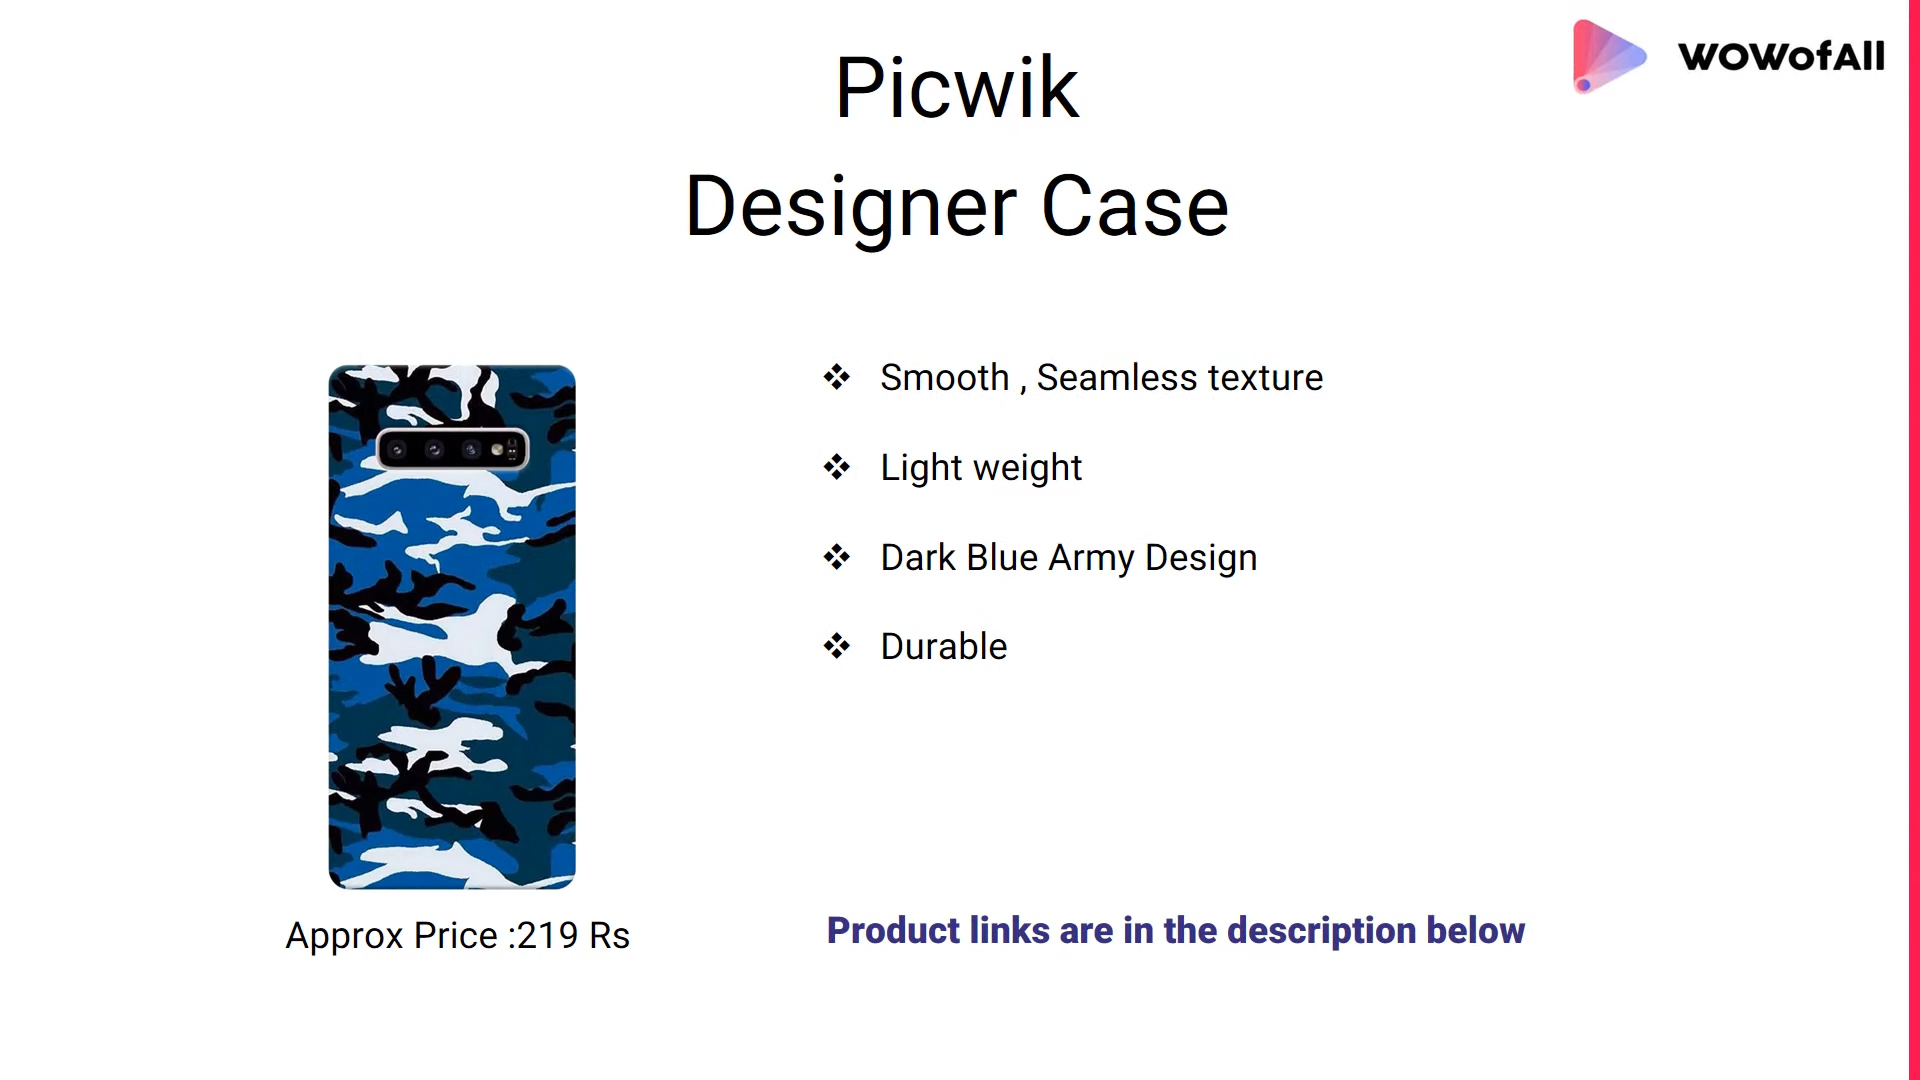 WOWofAll
Picwik
Designer Case
❖ Smooth , Seamless texture
❖ Light weight
❖ Dark Blue Army Design
❖ Durable
Approx Price :219 Rs
Product links are in the description below